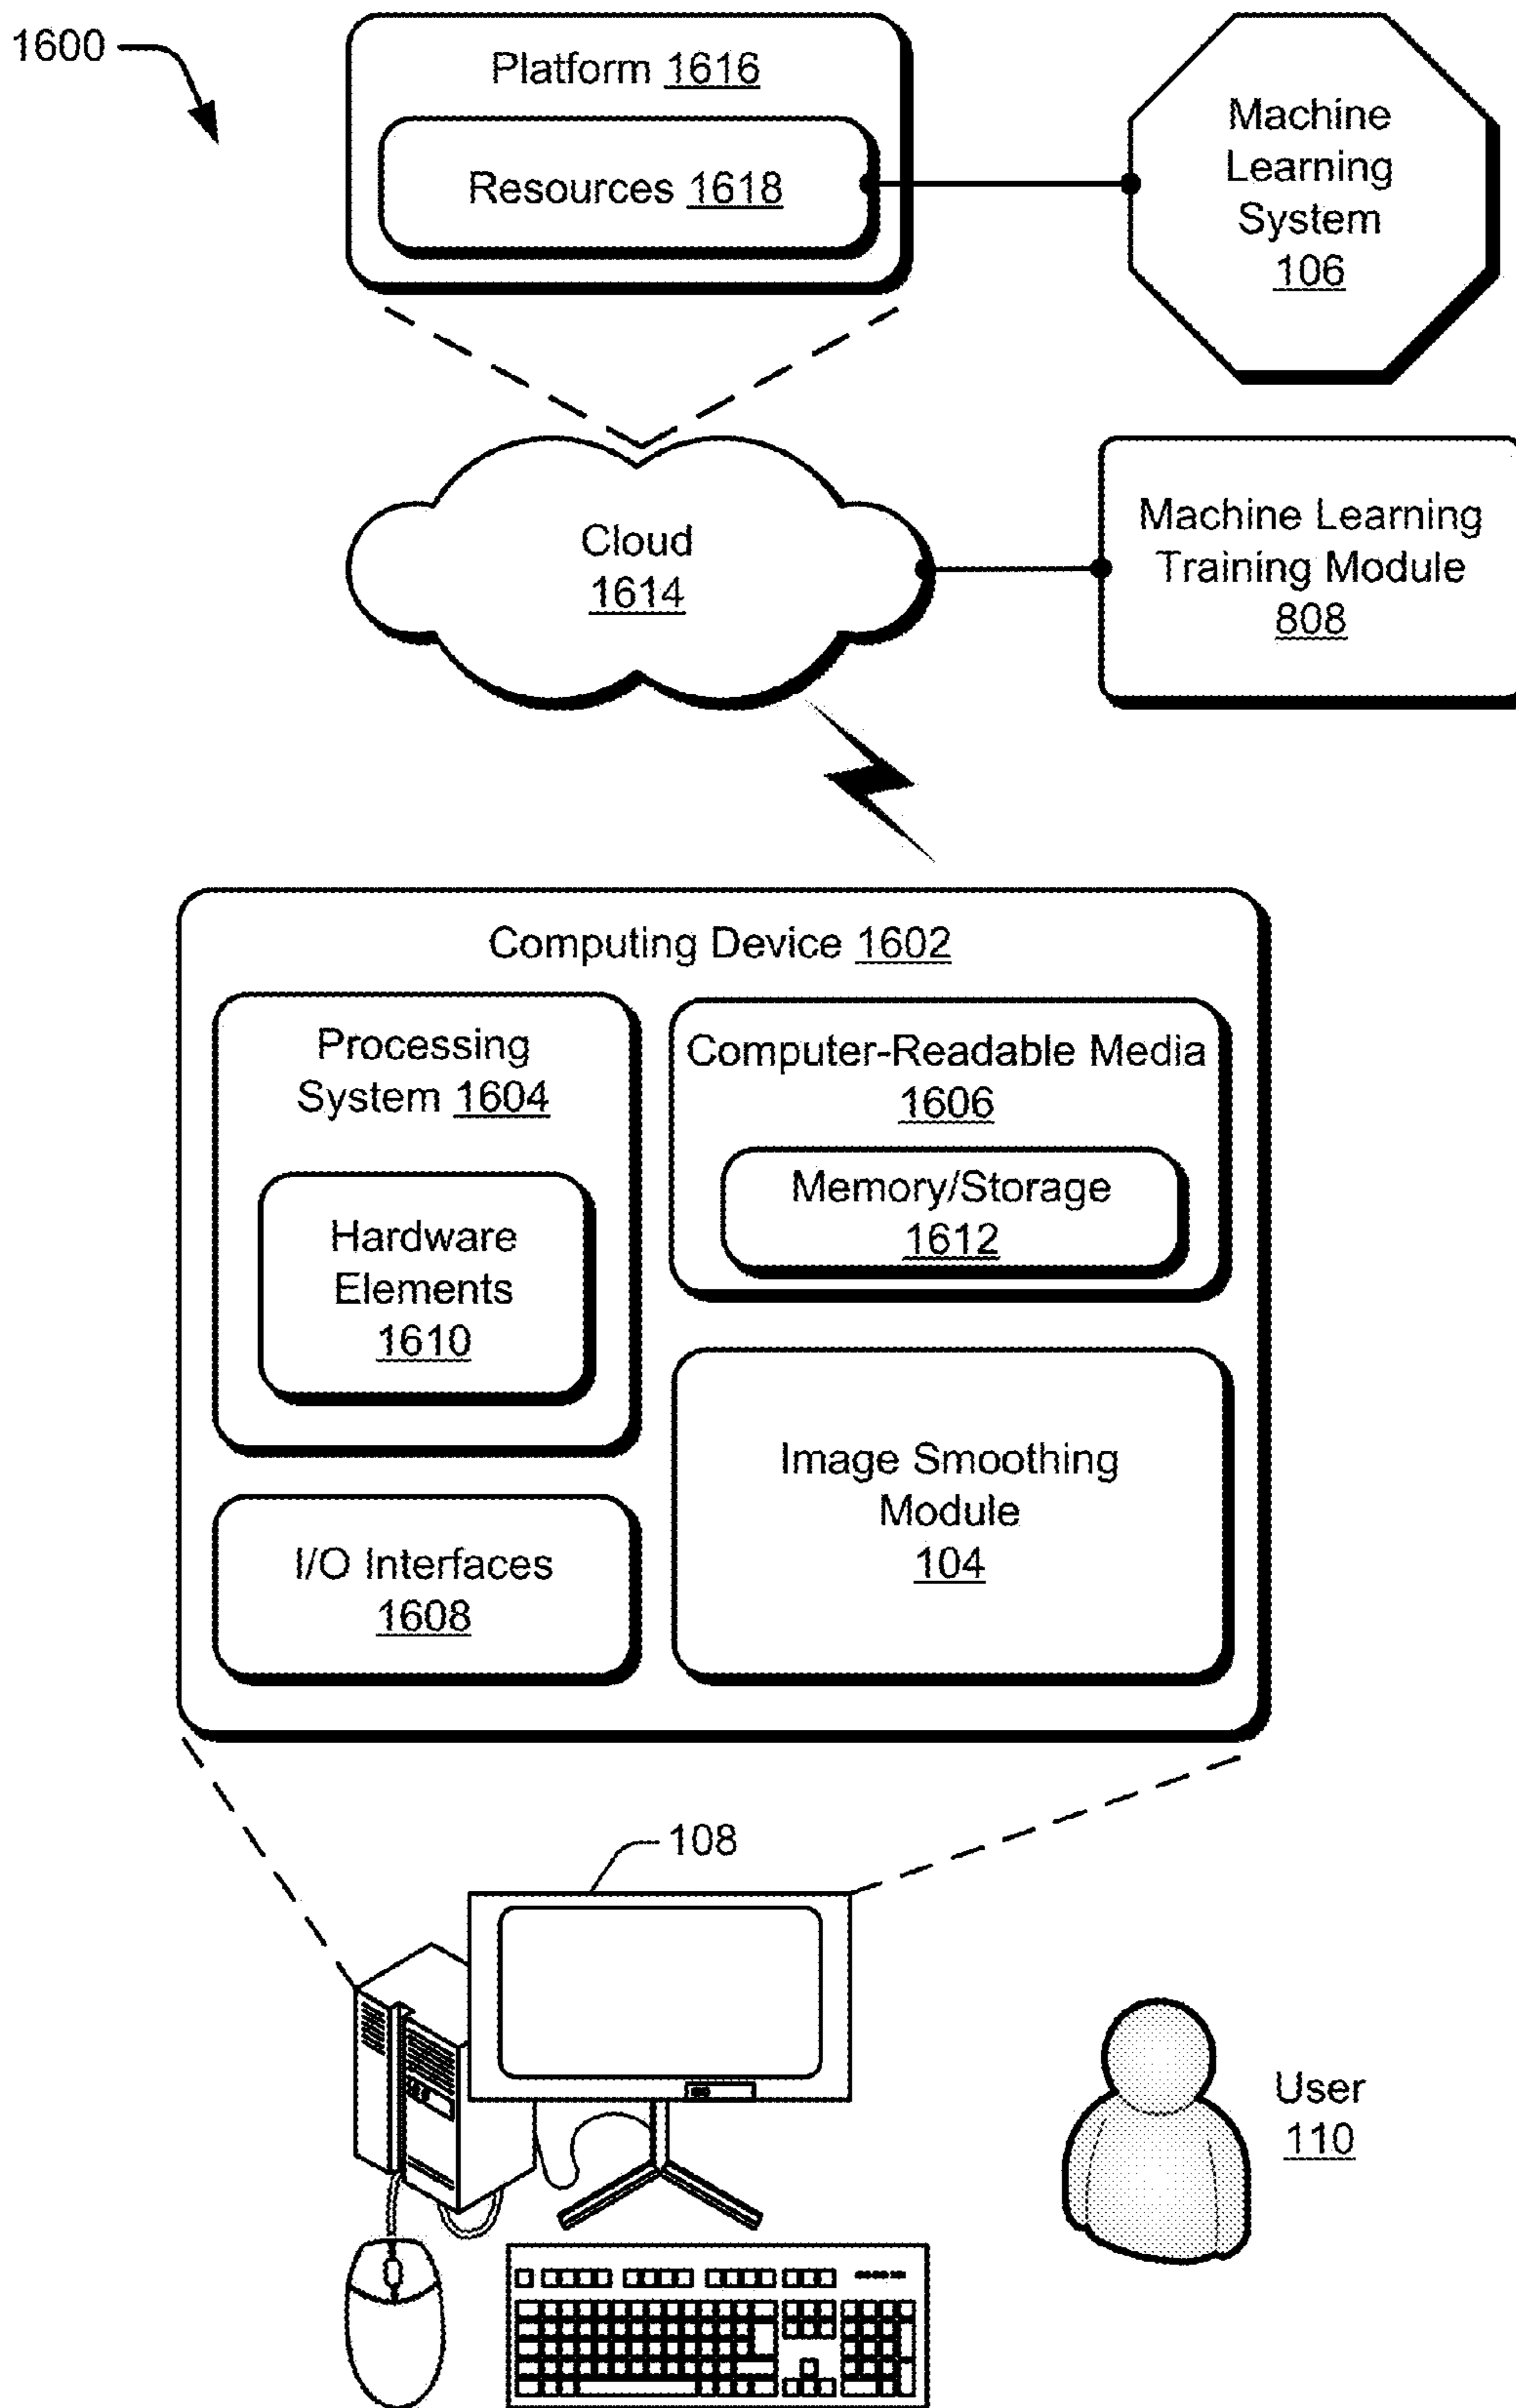 1600
Platform 1616
Resources 1618
Machine
Learning
System
106
Cloud
1614
Machine Learning
Training Module
808
Computing Device 1602
Processing
System 1604
Hardware
Elements
1610
Computer-Readable Media
1606
Memory/Storage
1612
I/O Interfaces
1608
Image Smoothing
Module
104
108
User
110